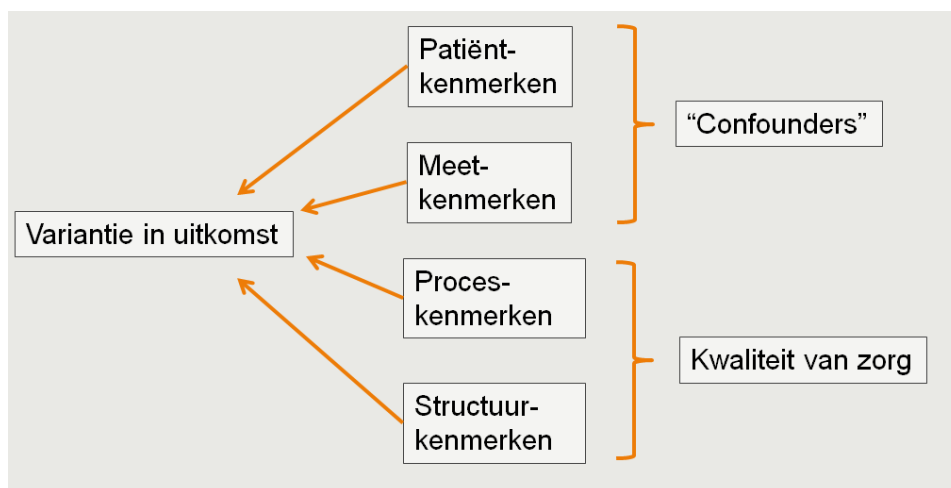 Patiënt-
kenmerken
“Confounders”
Meet-
kenmerken
Variantie in uitkomst
Proces-
kenmerken
Kwaliteit van zorg
Structuur-
kenmerken